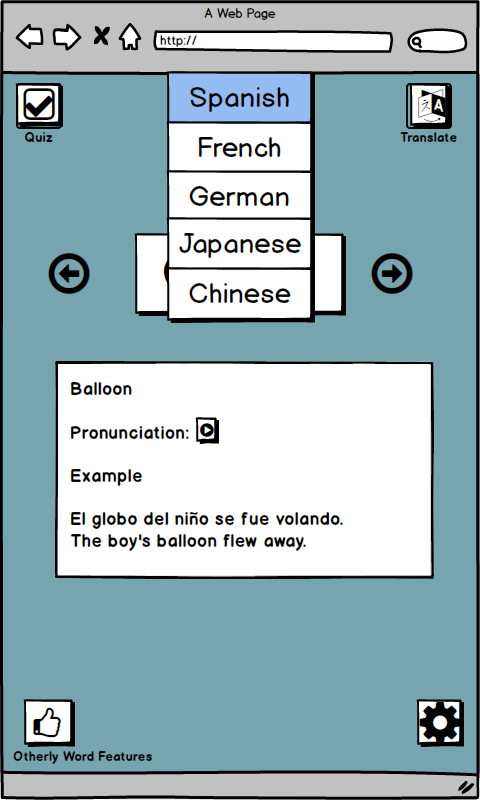 A Web Page
http://
Spanish
Quiz
Translate
French
German
Japanese
Chinese
Balloon
Pronunciation:
Example
El globo del niño se fue volando.
The boy's balloon flew away.
Otherly Word Features